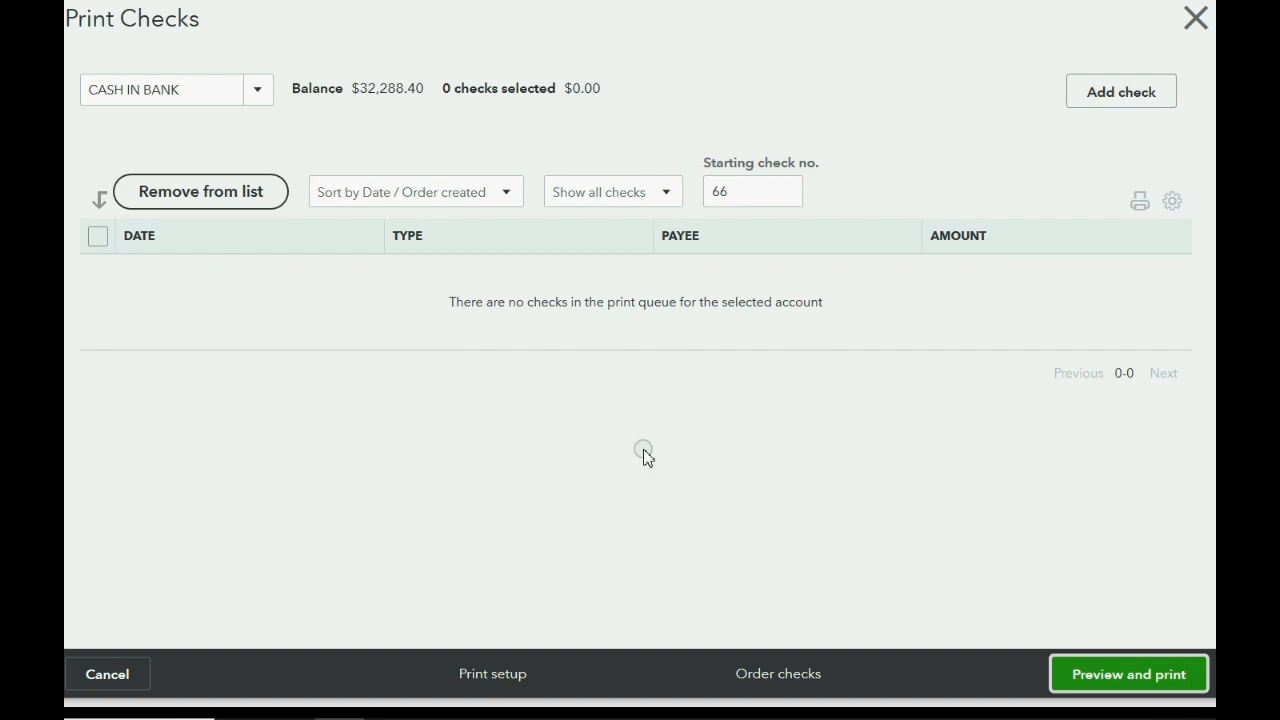 Print Checks
CASH IN BANK
Balance $32,288.40 0 checks selected $0.00
Add check
Starting check no.
Remove from list
Sort by Date / Order created
Show all checks
66
DATE TYPE PAYEE AMOUNT
There are no checks in the print queue for the selected account
Previous 0-0 Next
Cancel Print setup Order checks Preview and print